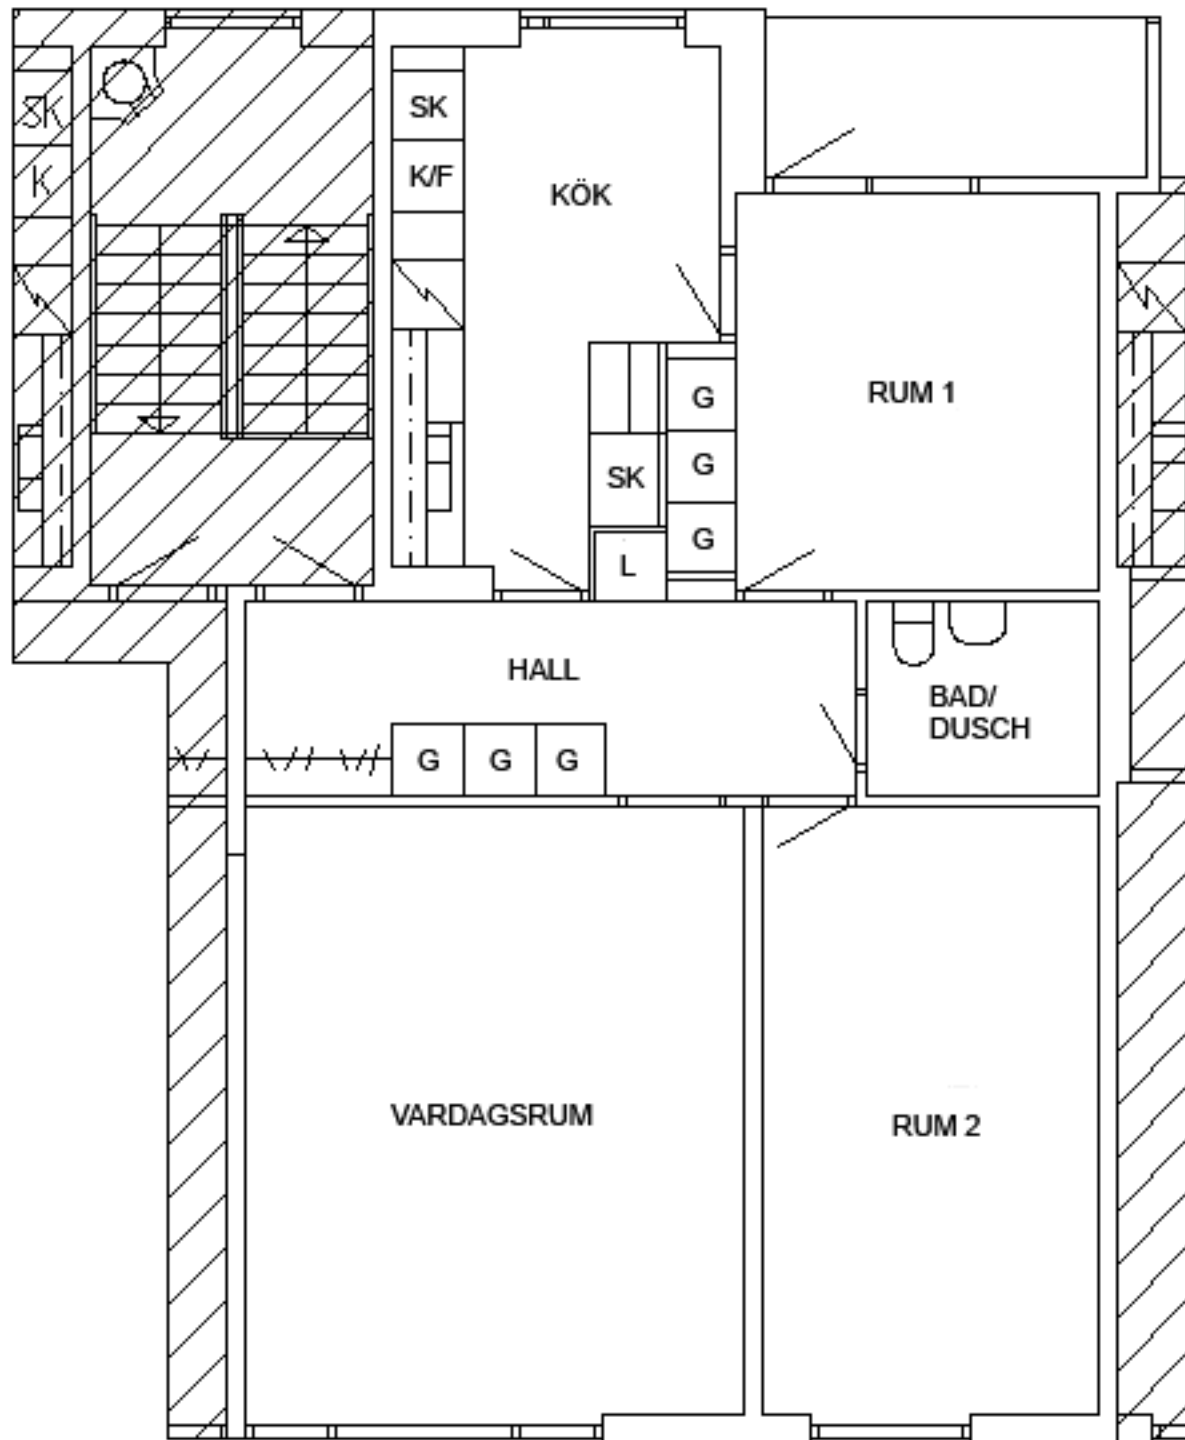 SK
SK
K/F
K
KÖK
G
RUM 1
G
SK
G
L
HALL
BAD/
DUSCH
G G G
VARDAGSRUM
RUM 2